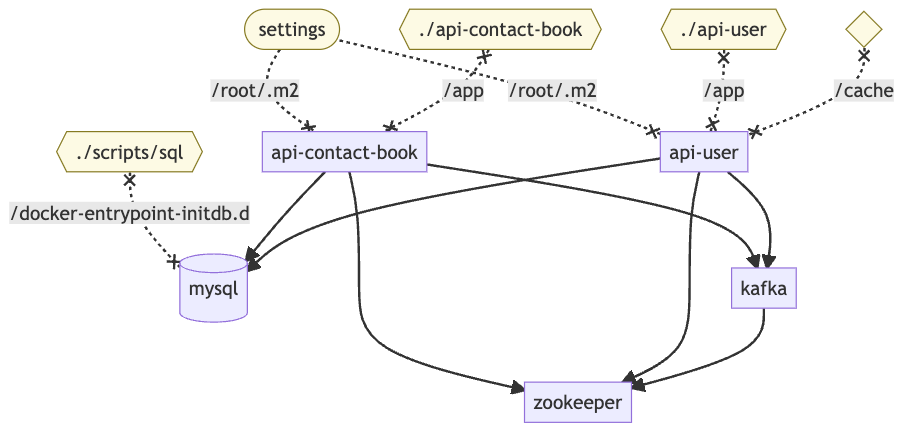 settings
./api-contact-book
./api-user
/root/.m2
/app
/root/.m2
/app
/cache
./scripts/sql
api-contact-book
api-user
/docker-entrypoint-initdb.d
mysql
kafka
zookeeper